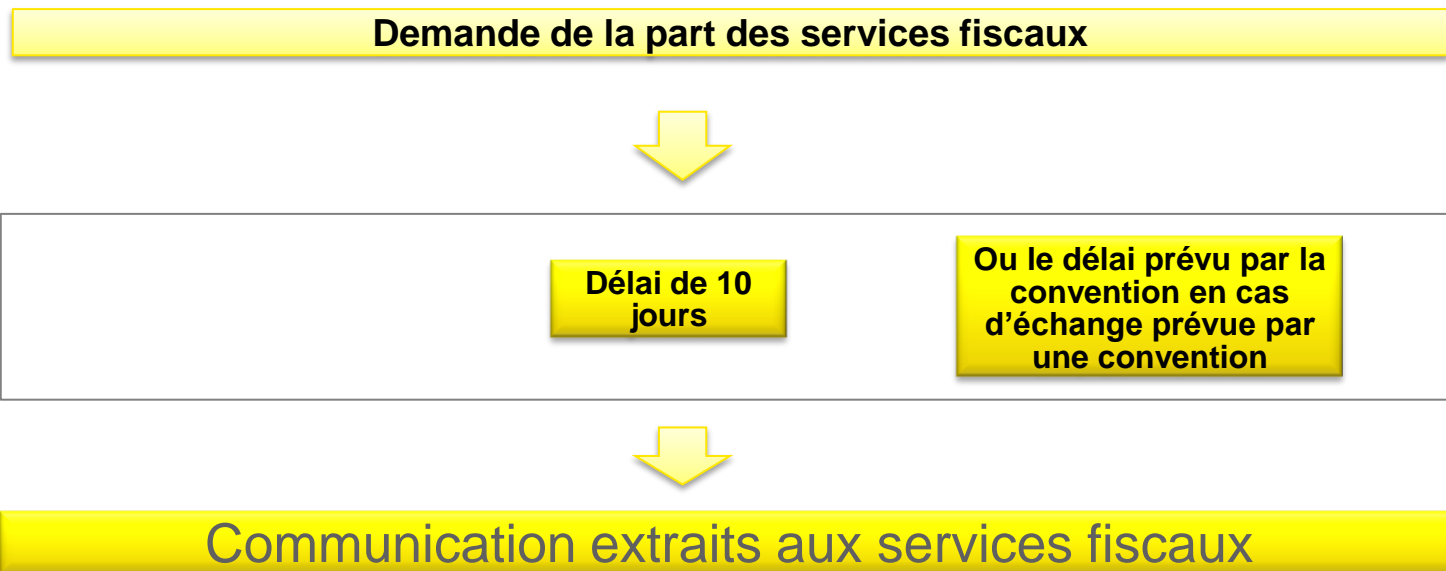 Demande de la part des services fiscaux
Délai de 10
jours
Ou le délai prévu par la
convention en cas
d’échange prévue par
une convention
Communication extraits aux services fiscaux